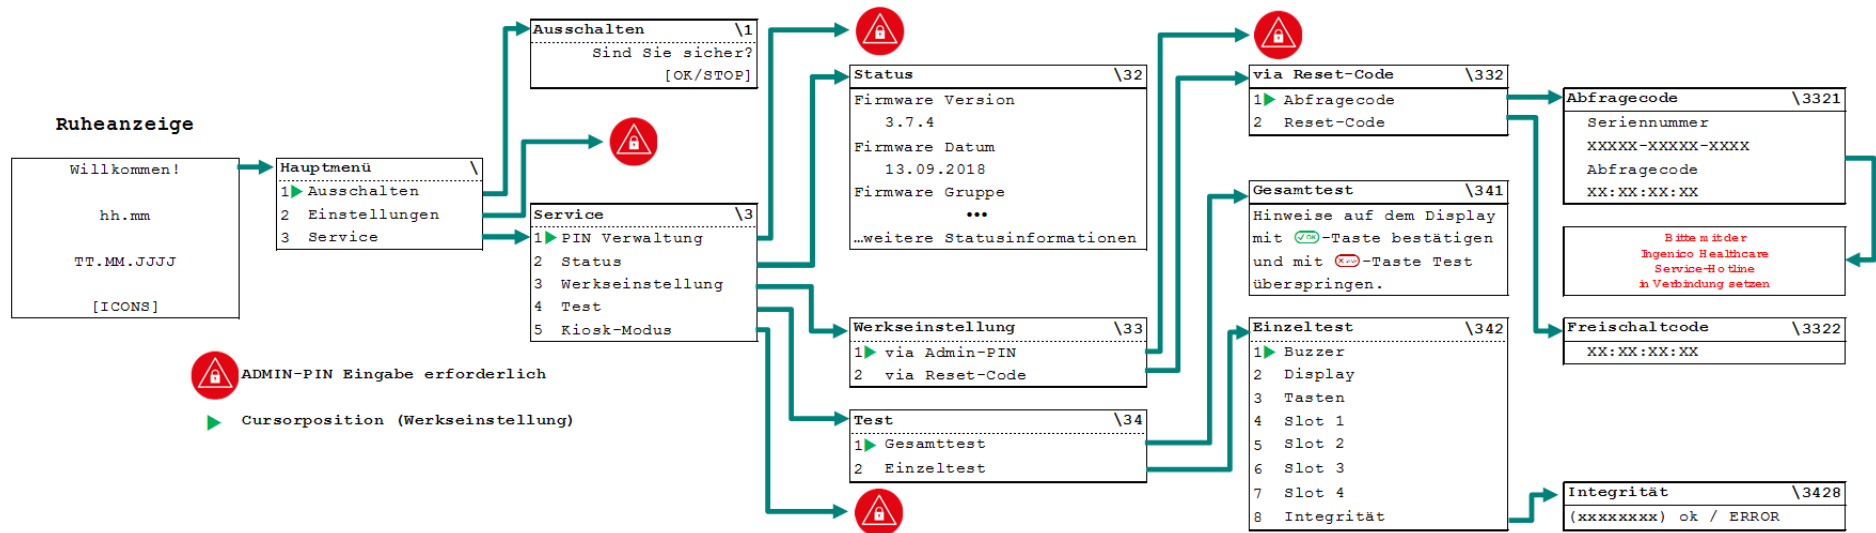 Ruheanzeige
Willkommen!
hh.mm
TT.MM.JJJJ
[ICONS]
ADMIN-PIN Eingabe erforderlich
Cursorposition (Werkseinstellung)
Hauptmenü \
1 Ausschalten
2 Einstellungen
3 Service
Ausschalten \1
Sind Sie sicher?
[OK/STOP]
Service \3
1 PIN Verwaltung
2 Status
3 Werkseinstellung
4 Test
5 Kiosk-Modus
Status \32
Firmware Version
3.7.4
Firmware Datum
13.09.2018
Firmware Gruppe
•••
…weitere Statusinformationen
Werkseinstellung \33
1 via Admin-PIN
2 via Reset-Code
Test \34
1 Gesamttest
2 Einzeltest
via Reset-Code \332
1 Abfragecode
2 Reset-Code
Gesamttest \341
Hinweise auf dem Display
mit OK-Taste bestätigen
und mit -Taste Test
überspringen.
Einzeltest \342
1 Buzzer
2 Display
3 Tasten
4 Slot 1
5 Slot 2
6 Slot 3
7 Slot 4
8 Integrität
Abfragecode \3321
Seriennummer
XXXXX-XXXXX-XXXX
Abfragecode
XX:XX:XX:XX
Bitte mit der
Ingenico Healthcare
Service-Hotline
in Verbindung setzen
Freischaltcode \3322
XX:XX:XX:XX
Integrität \3428
(xxxxxxxx) ok / ERROR